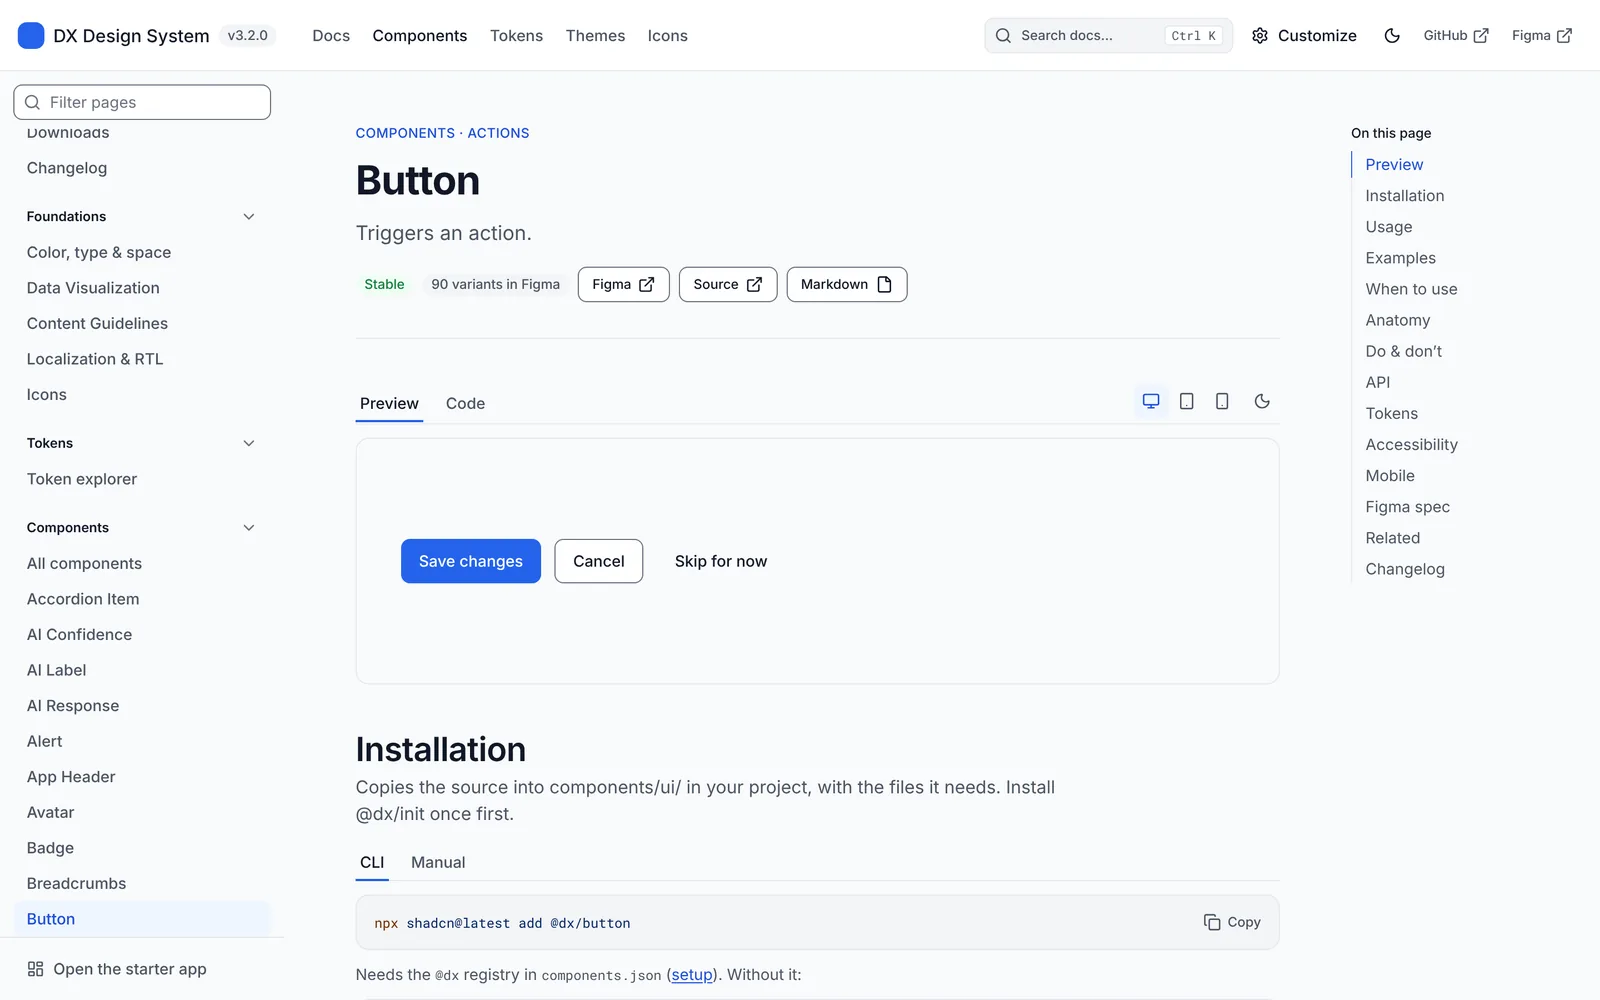 DX Design System v3.2.0 Docs Components Tokens Themes Icons Search docs... Ctrl K Customize GitHub Figma
Filter pages
Downloads
Changelog
Foundations
Color, type & space
Data Visualization
Content Guidelines
Localization & RTL
Icons
Tokens
Token explorer
Components
All components
Accordion Item
AI Confidence
AI Label
AI Response
Alert
App Header
Avatar
Badge
Breadcrumbs
Button
Open the starter app
COMPONENTS · ACTIONS
Button
Triggers an action.
Stable 90 variants in Figma Figma Source Markdown
Preview Code
Save changes Cancel Skip for now
Installation
Copies the source into components/ui/ in your project, with the files it needs. Install
@dx/init once first.
CLI Manual
npx shadcn@latest add @dx/button Copy
Needs the @dx registry in components.json (setup). Without it:
On this page
Preview
Installation
Usage
Examples
When to use
Anatomy
Do & don’t
API
Tokens
Accessibility
Mobile
Figma spec
Related
Changelog